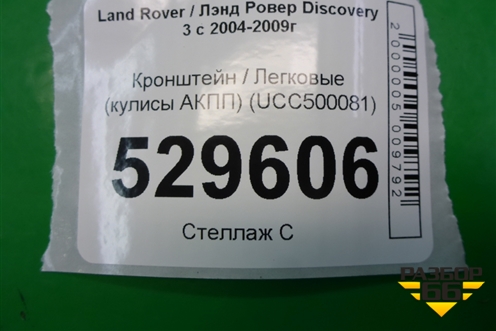 Land Rover / Лэнд Ровер Discovery
3 с 2004-2009г
Кронштейн / Легковые
(кулисы АКПП) (UCC500081)
529606
Стеллаж С
2000005009792
РАЗБОР
66